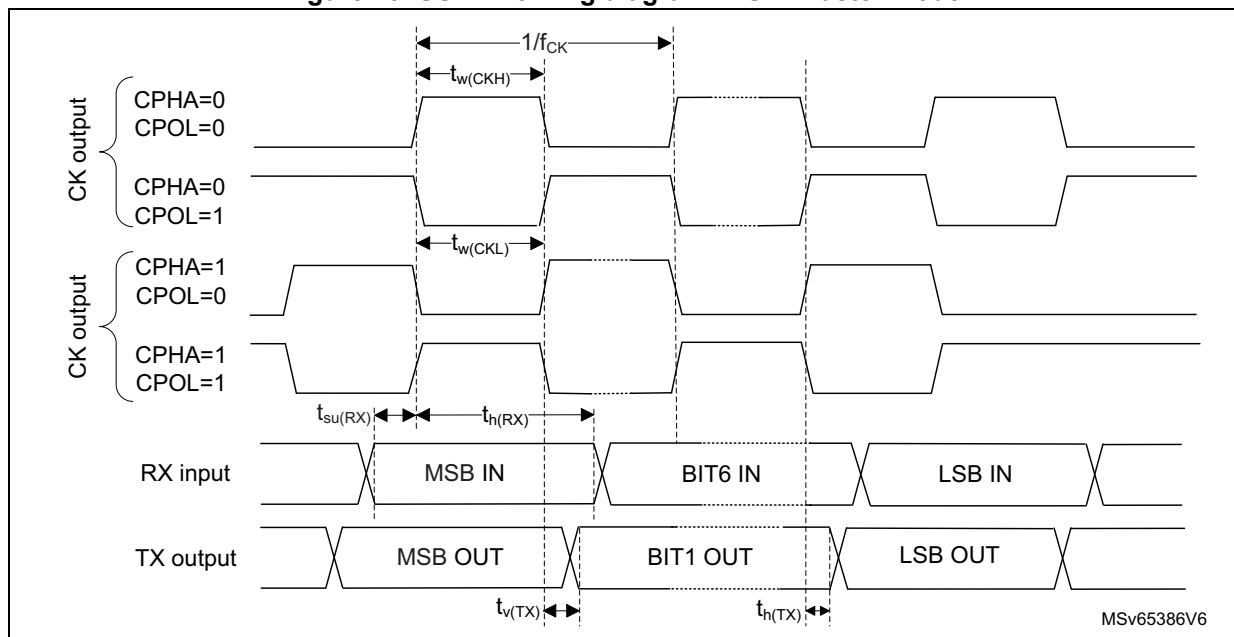 1/fCK
tw(CKH)
CK output
CPHA=0
CPOL=0
CPHA=0
CPOL=1
tw(CKL)
CK output
CPHA=1
CPOL=0
CPHA=1
CPOL=1
tsu(RX)
th(RX)
RX input
MSB IN
BIT6 IN
LSB IN
TX output
MSB OUT
BIT1 OUT
LSB OUT
tv(TX)
th(TX)
MSv65386V6